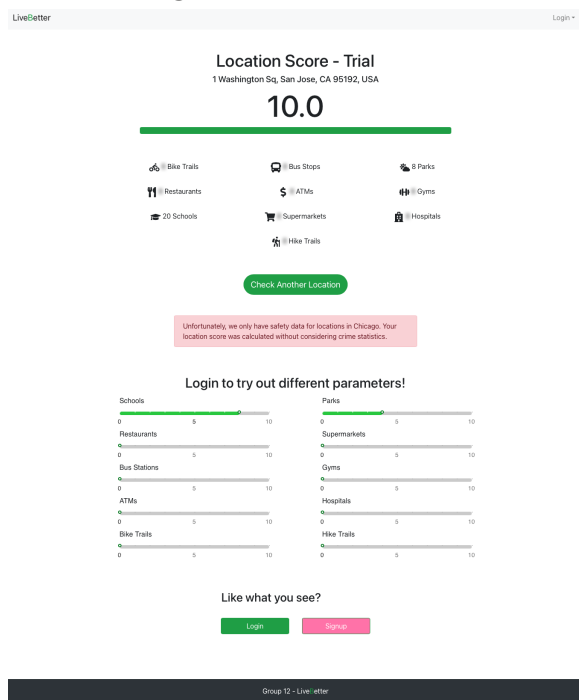 LiveBetter
Login
Location Score - Trial
1 Washington Sq, San Jose, CA 95192, USA
10.0
Bike Trails
Bus Stops
8 Parks
Restaurants
ATMs
Gyms
20 Schools
Supermarkets
Hospitals
Hike Trails
Check Another Location
Unfortunately, we only have safety data for locations in Chicago. Your
location score was calculated without considering crime statistics.
Login to try out different parameters!
Schools
0 5 10
Parks
0 5 10
Restaurants
0 5 10
Supermarkets
0 5 10
Bus Stations
0 5 10
Gyms
0 5 10
ATMs
0 5 10
Hospitals
0 5 10
Bike Trails
0 5 10
Hike Trails
0 5 10
Like what you see?
Login
Signup
Group 12 - LiveBetter